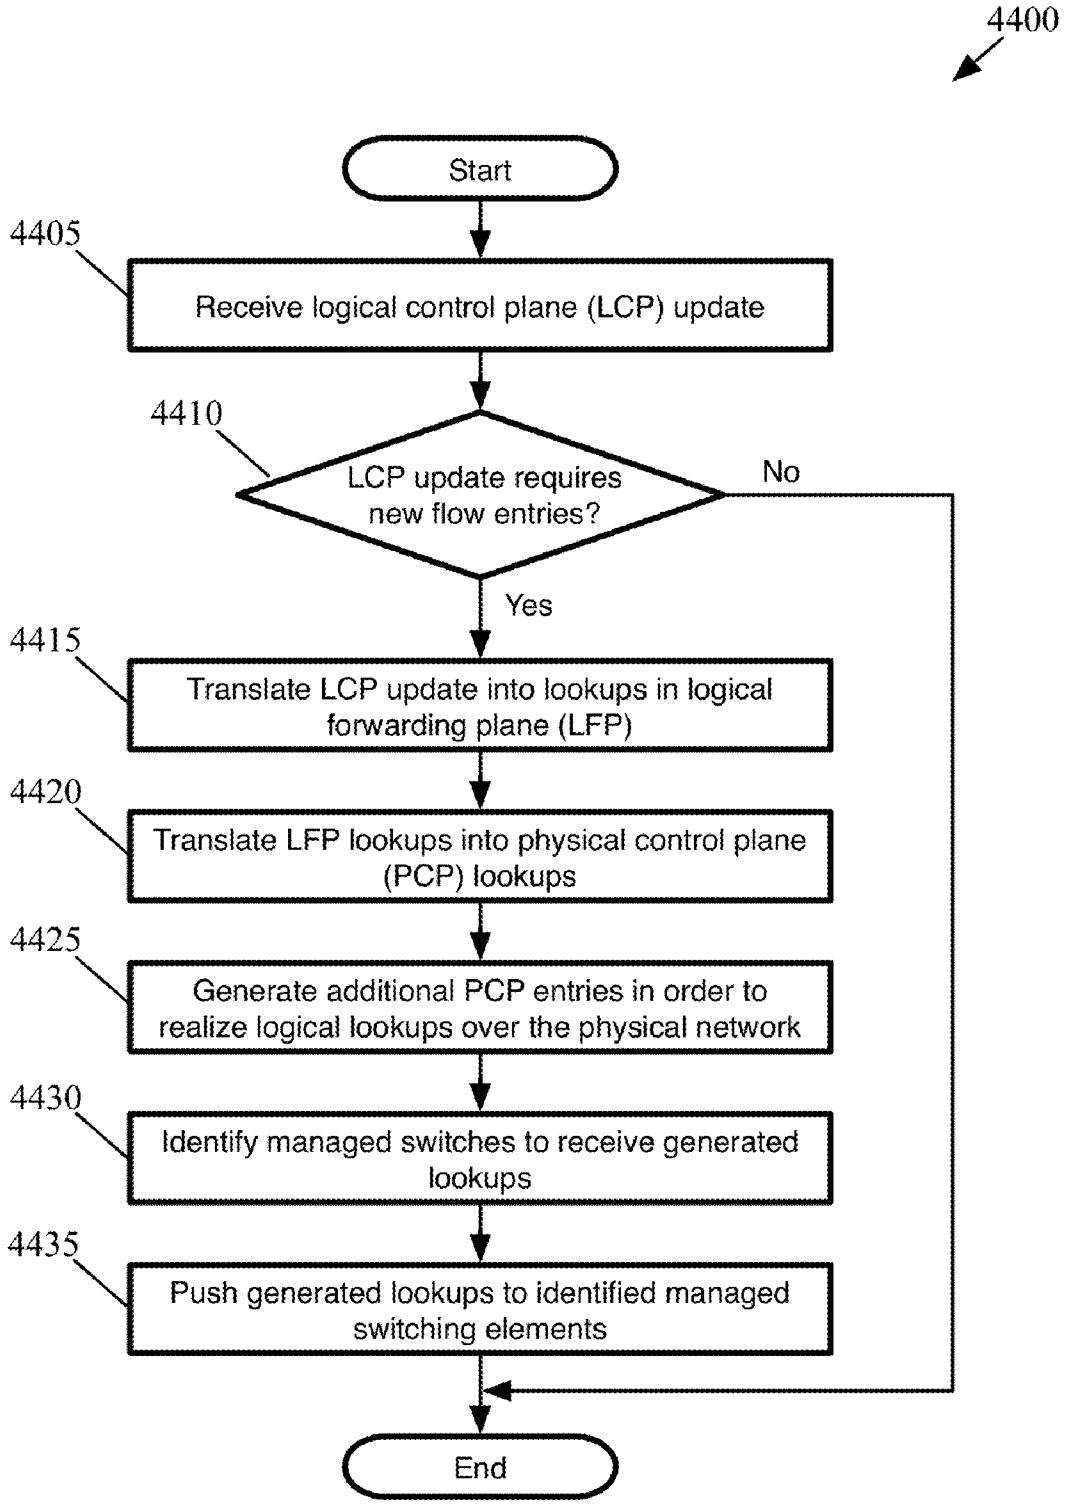 4400
Start
4405
Receive logical control plane (LCP) update
4410
LCP update requires
new flow entries?
No
Yes
4415
Translate LCP update into lookups in logical
forwarding plane (LFP)
4420
Translate LFP lookups into physical control plane
(PCP) lookups
4425
Generate additional PCP entries in order to
realize logical lookups over the physical network
4430
Identify managed switches to receive generated
lookups
4435
Push generated lookups to identified managed
switching elements
End